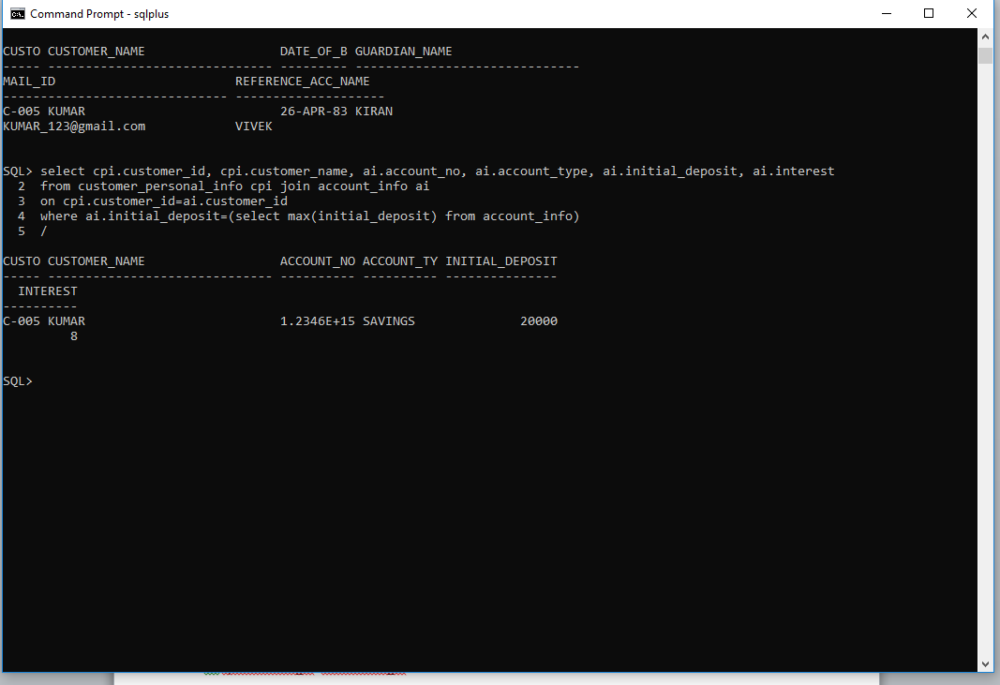 Command Prompt - sqlplus
CUSTO CUSTOMER_NAME                  DATE_OF_B GUARDIAN_NAME
----- ------------------------------ --------- ------------------------------
MAIL_ID                        REFERENCE_ACC_NAME
------------------------------ --------------------
C-005 KUMAR                          26-APR-83 KIRAN
KUMAR_123@gmail.com            VIVEK
SQL> select cpi.customer_id, cpi.customer_name, ai.account_no, ai.account_type, ai.initial_deposit, ai.interest
  2  from customer_personal_info cpi join account_info ai
  3  on cpi.customer_id=ai.customer_id
  4  where ai.initial_deposit=(select max(initial_deposit) from account_info)
  5  /
CUSTO CUSTOMER_NAME                  ACCOUNT_NO ACCOUNT_TY INITIAL_DEPOSIT
----- ------------------------------ ---------- ---------- ---------------
  INTEREST
----------
C-005 KUMAR                          1.2346E+15 SAVINGS              20000
         8
SQL>